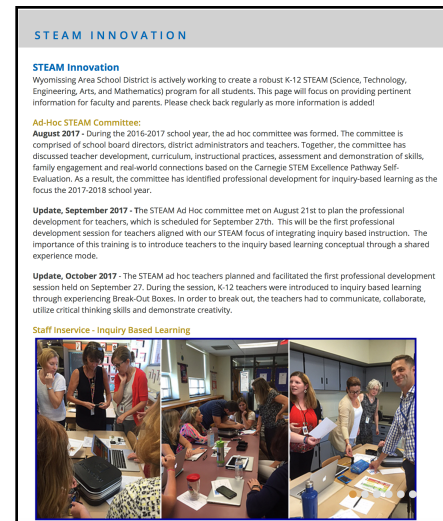 STEAM INNOVATION
STEAM Innovation
Wyomissing Area School District is actively working to create a robust K-12 STEAM (Science, Technology,
Engineering, Arts, and Mathematics) program for all students. This page will focus on providing pertinent
information for faculty and parents. Please check back regularly as more information is added!
Ad-Hoc STEAM Committee:
August 2017 - During the 2016-2017 school year, the ad hoc committee was formed. The committee is
comprised of school board directors, district administrators and teachers. Together, the committee has
discussed teacher development, curriculum, instructional practices, assessment and demonstration of skills,
family engagement and real-world connections based on the Carnegie STEM Excellence Pathway Self-
Evaluation. As a result, the committee has identified professional development for inquiry-based learning as the
focus the 2017-2018 school year.
Update, September 2017 - The STEAM Ad Hoc committee met on August 21st to plan the professional
development for teachers, which is scheduled for September 27th. This will be the first professional
development session for teachers aligned with our STEAM focus of integrating inquiry based instruction. The
importance of this training is to introduce teachers to the inquiry based learning conceptual through a shared
experience mode.
Update, October 2017 - The STEAM ad hoc teachers planned and facilitated the first professional development
session held on September 27. During the session, K-12 teachers were introduced to inquiry based learning
through experiencing Break-Out Boxes. In order to break out, the teachers had to communicate, collaborate,
utilize critical thinking skills and demonstrate creativity.
Staff Inservice - Inquiry Based Learning